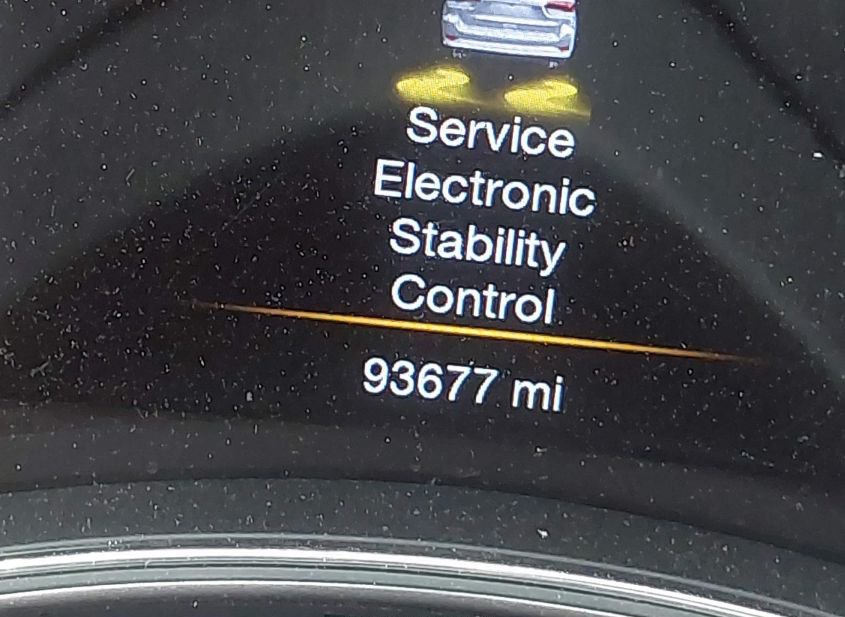 Service
Electronic
Stability
Control
93677 mi